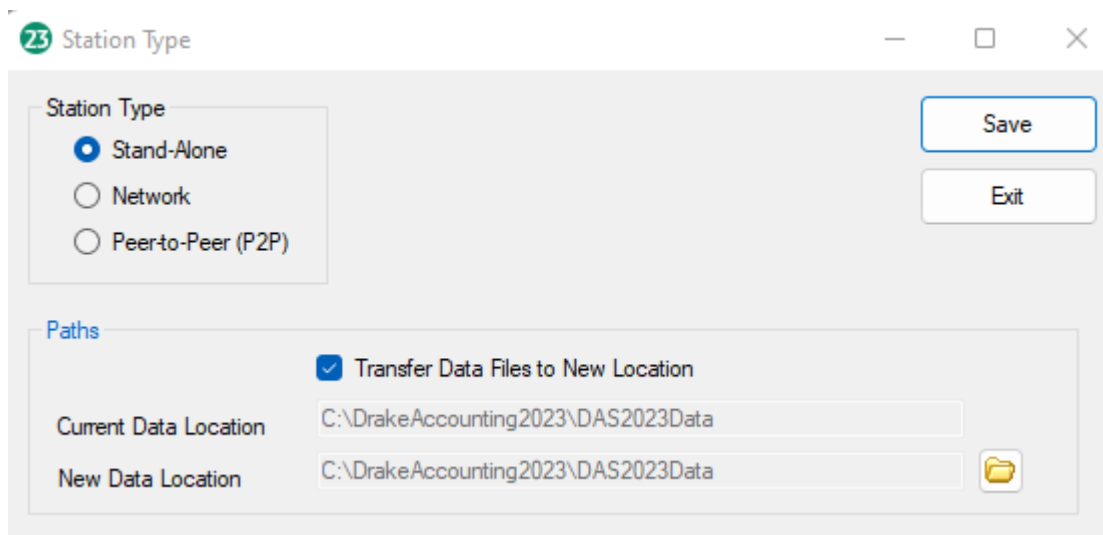 23 Station Type
Station Type
Stand-Alone
Network
Peer-to-Peer (P2P)
Save
Exit
Paths
Transfer Data Files to New Location
Current Data Location C:\DrakeAccounting2023\DAS2023Data
New Data Location C:\DrakeAccounting2023\DAS2023Data